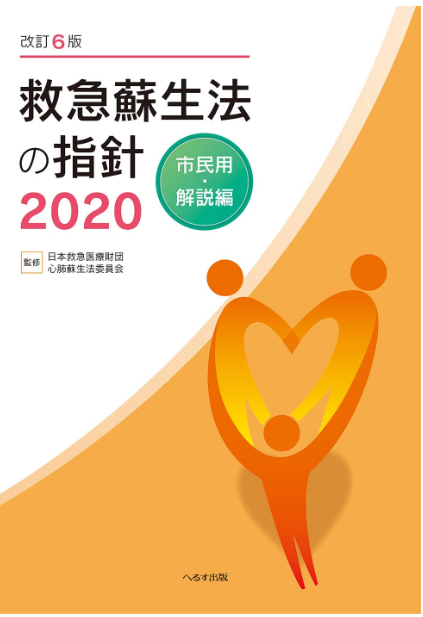 改訂6版
救急蘇生法
の指針
2020
市民用
・
解説編
監修
日本救急医療財団
心肺蘇生法委員会
へるす出版